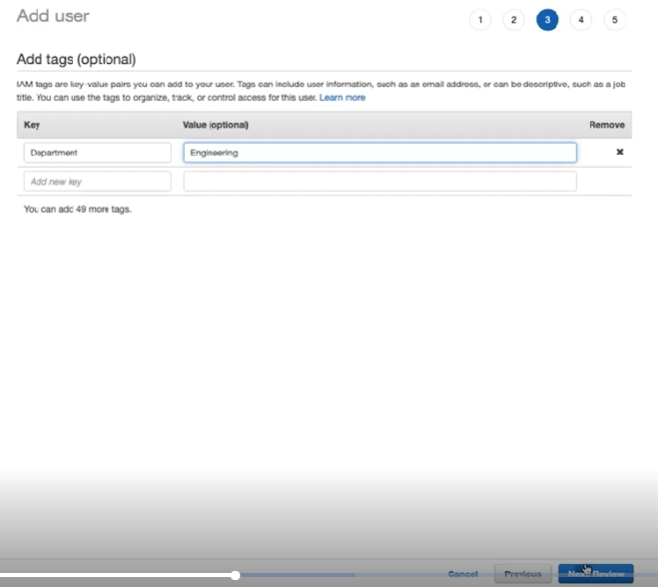 Add user
1 2 3 4 5
Add tags (optional)
IAM tags are key-value pairs you can add to your user. Tags can include user information, such as an email address, or can be descriptive, such as a job
title. You can use the tags to organize, track, or control access for this user. Learn more
Key Value (optional) Remove
Department Engineering
Add new key
You can add 49 more tags.
Cancel Previous Review